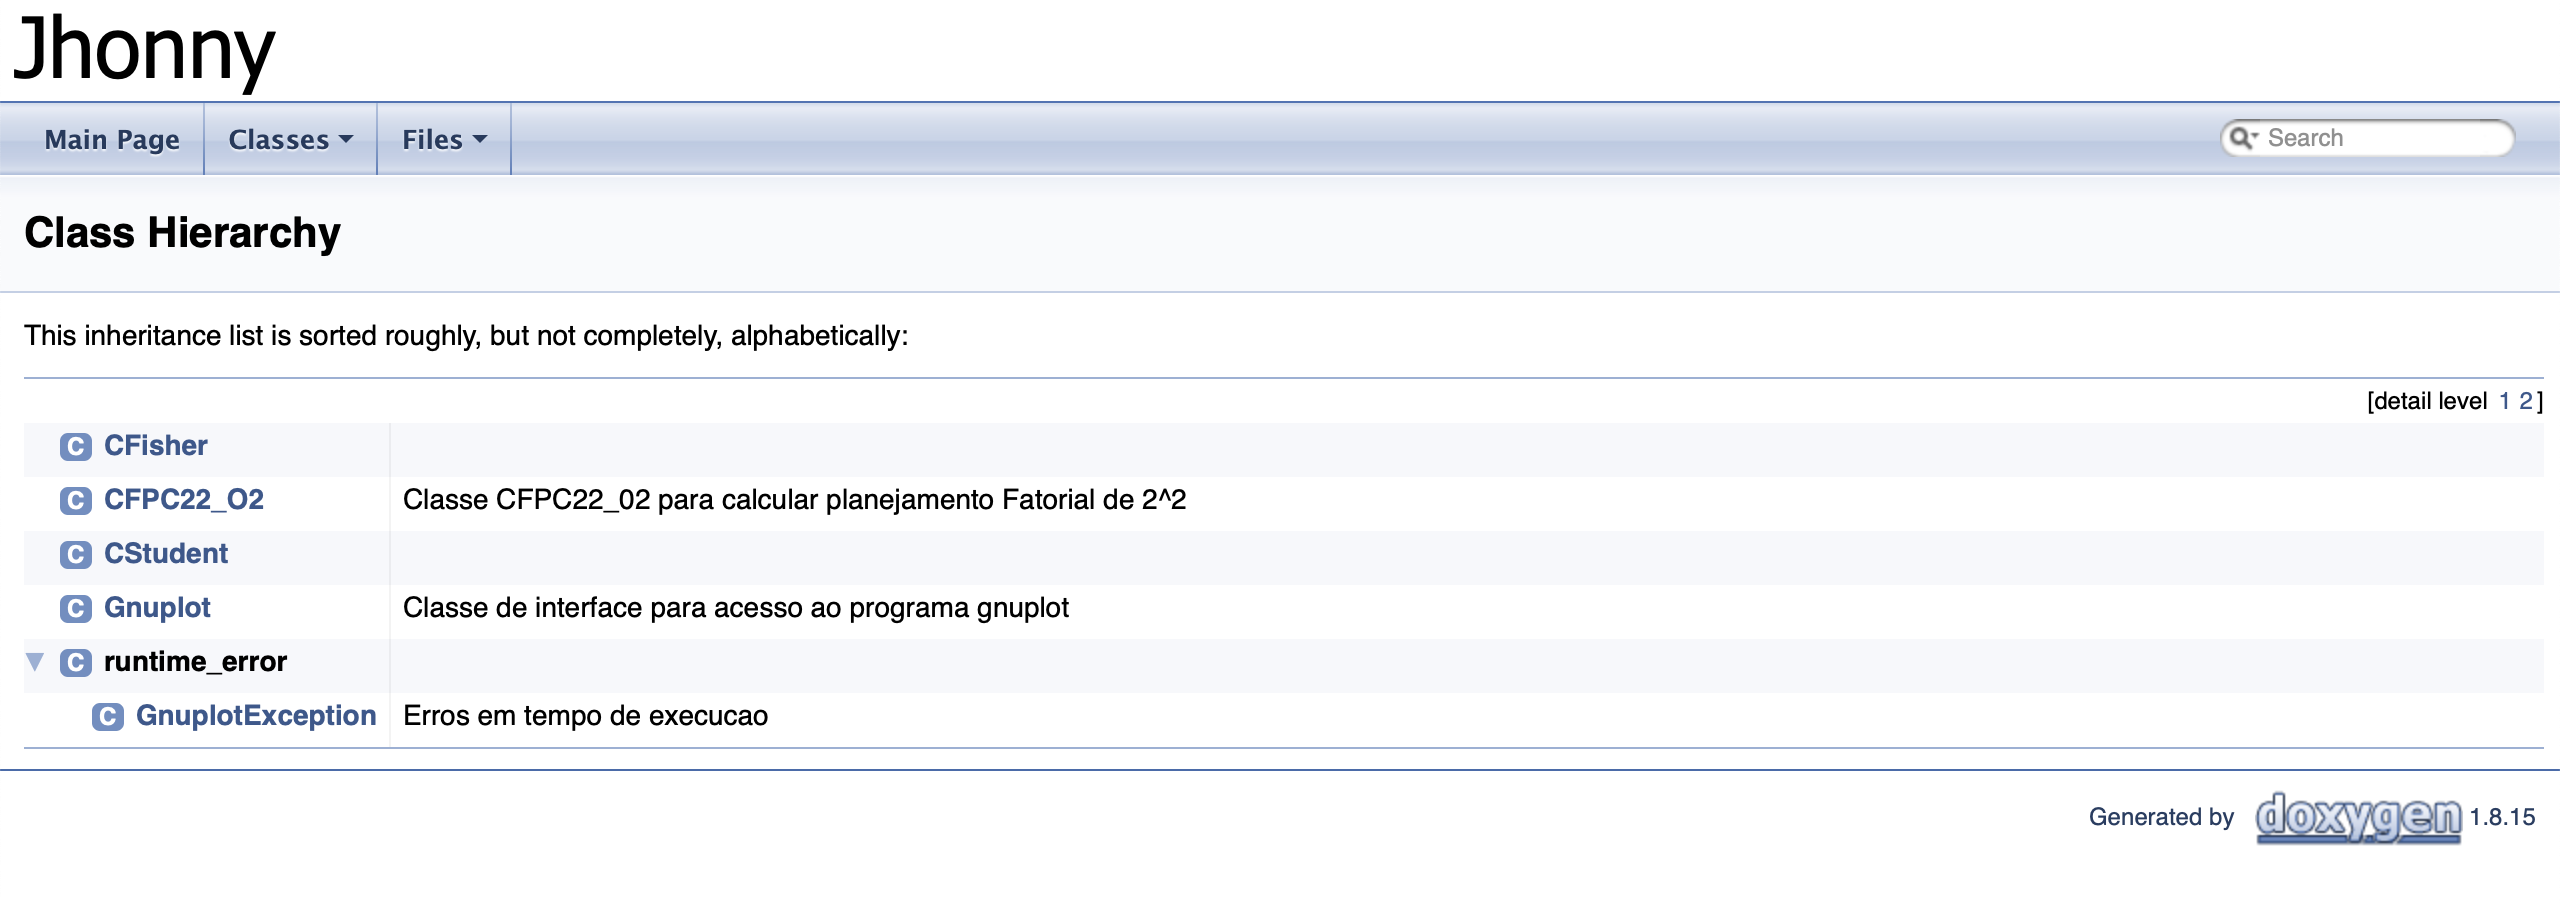 Jhonny
Main Page Classes Files Search
Class Hierarchy
This inheritance list is sorted roughly, but not completely, alphabetically:
[detail level 1 2]
C CFisher
C CFPC22_O2 Classe CFPC22_02 para calcular planejamento Fatorial de 2^2
C CStudent
C Gnuplot Classe de interface para acesso ao programa gnuplot
▼ C runtime_error
C GnuplotException Erros em tempo de execucao
Generated by doxygen 1.8.15